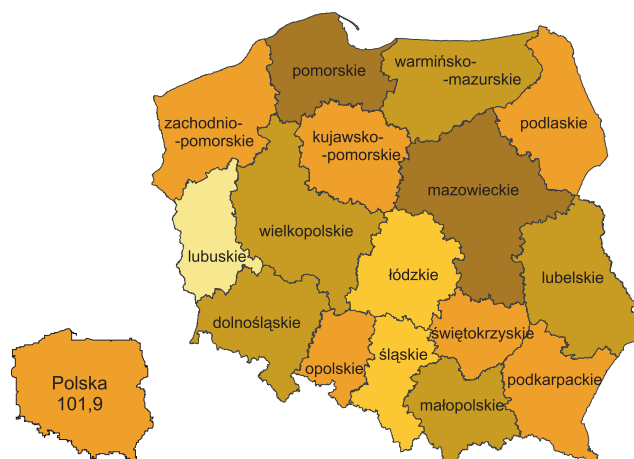 pomorskie
warmińsko-
-mazurskie
zachodnio-
-pomorskie
podlaskie
kujawsko-
-pomorskie
mazowieckie
wielkopolskie
lubuskie
łódzkie
lubelskie
dolnośląskie
świętokrzyskie
opolskie
śląskie
podkarpackie
małopolskie
Polska
101,9